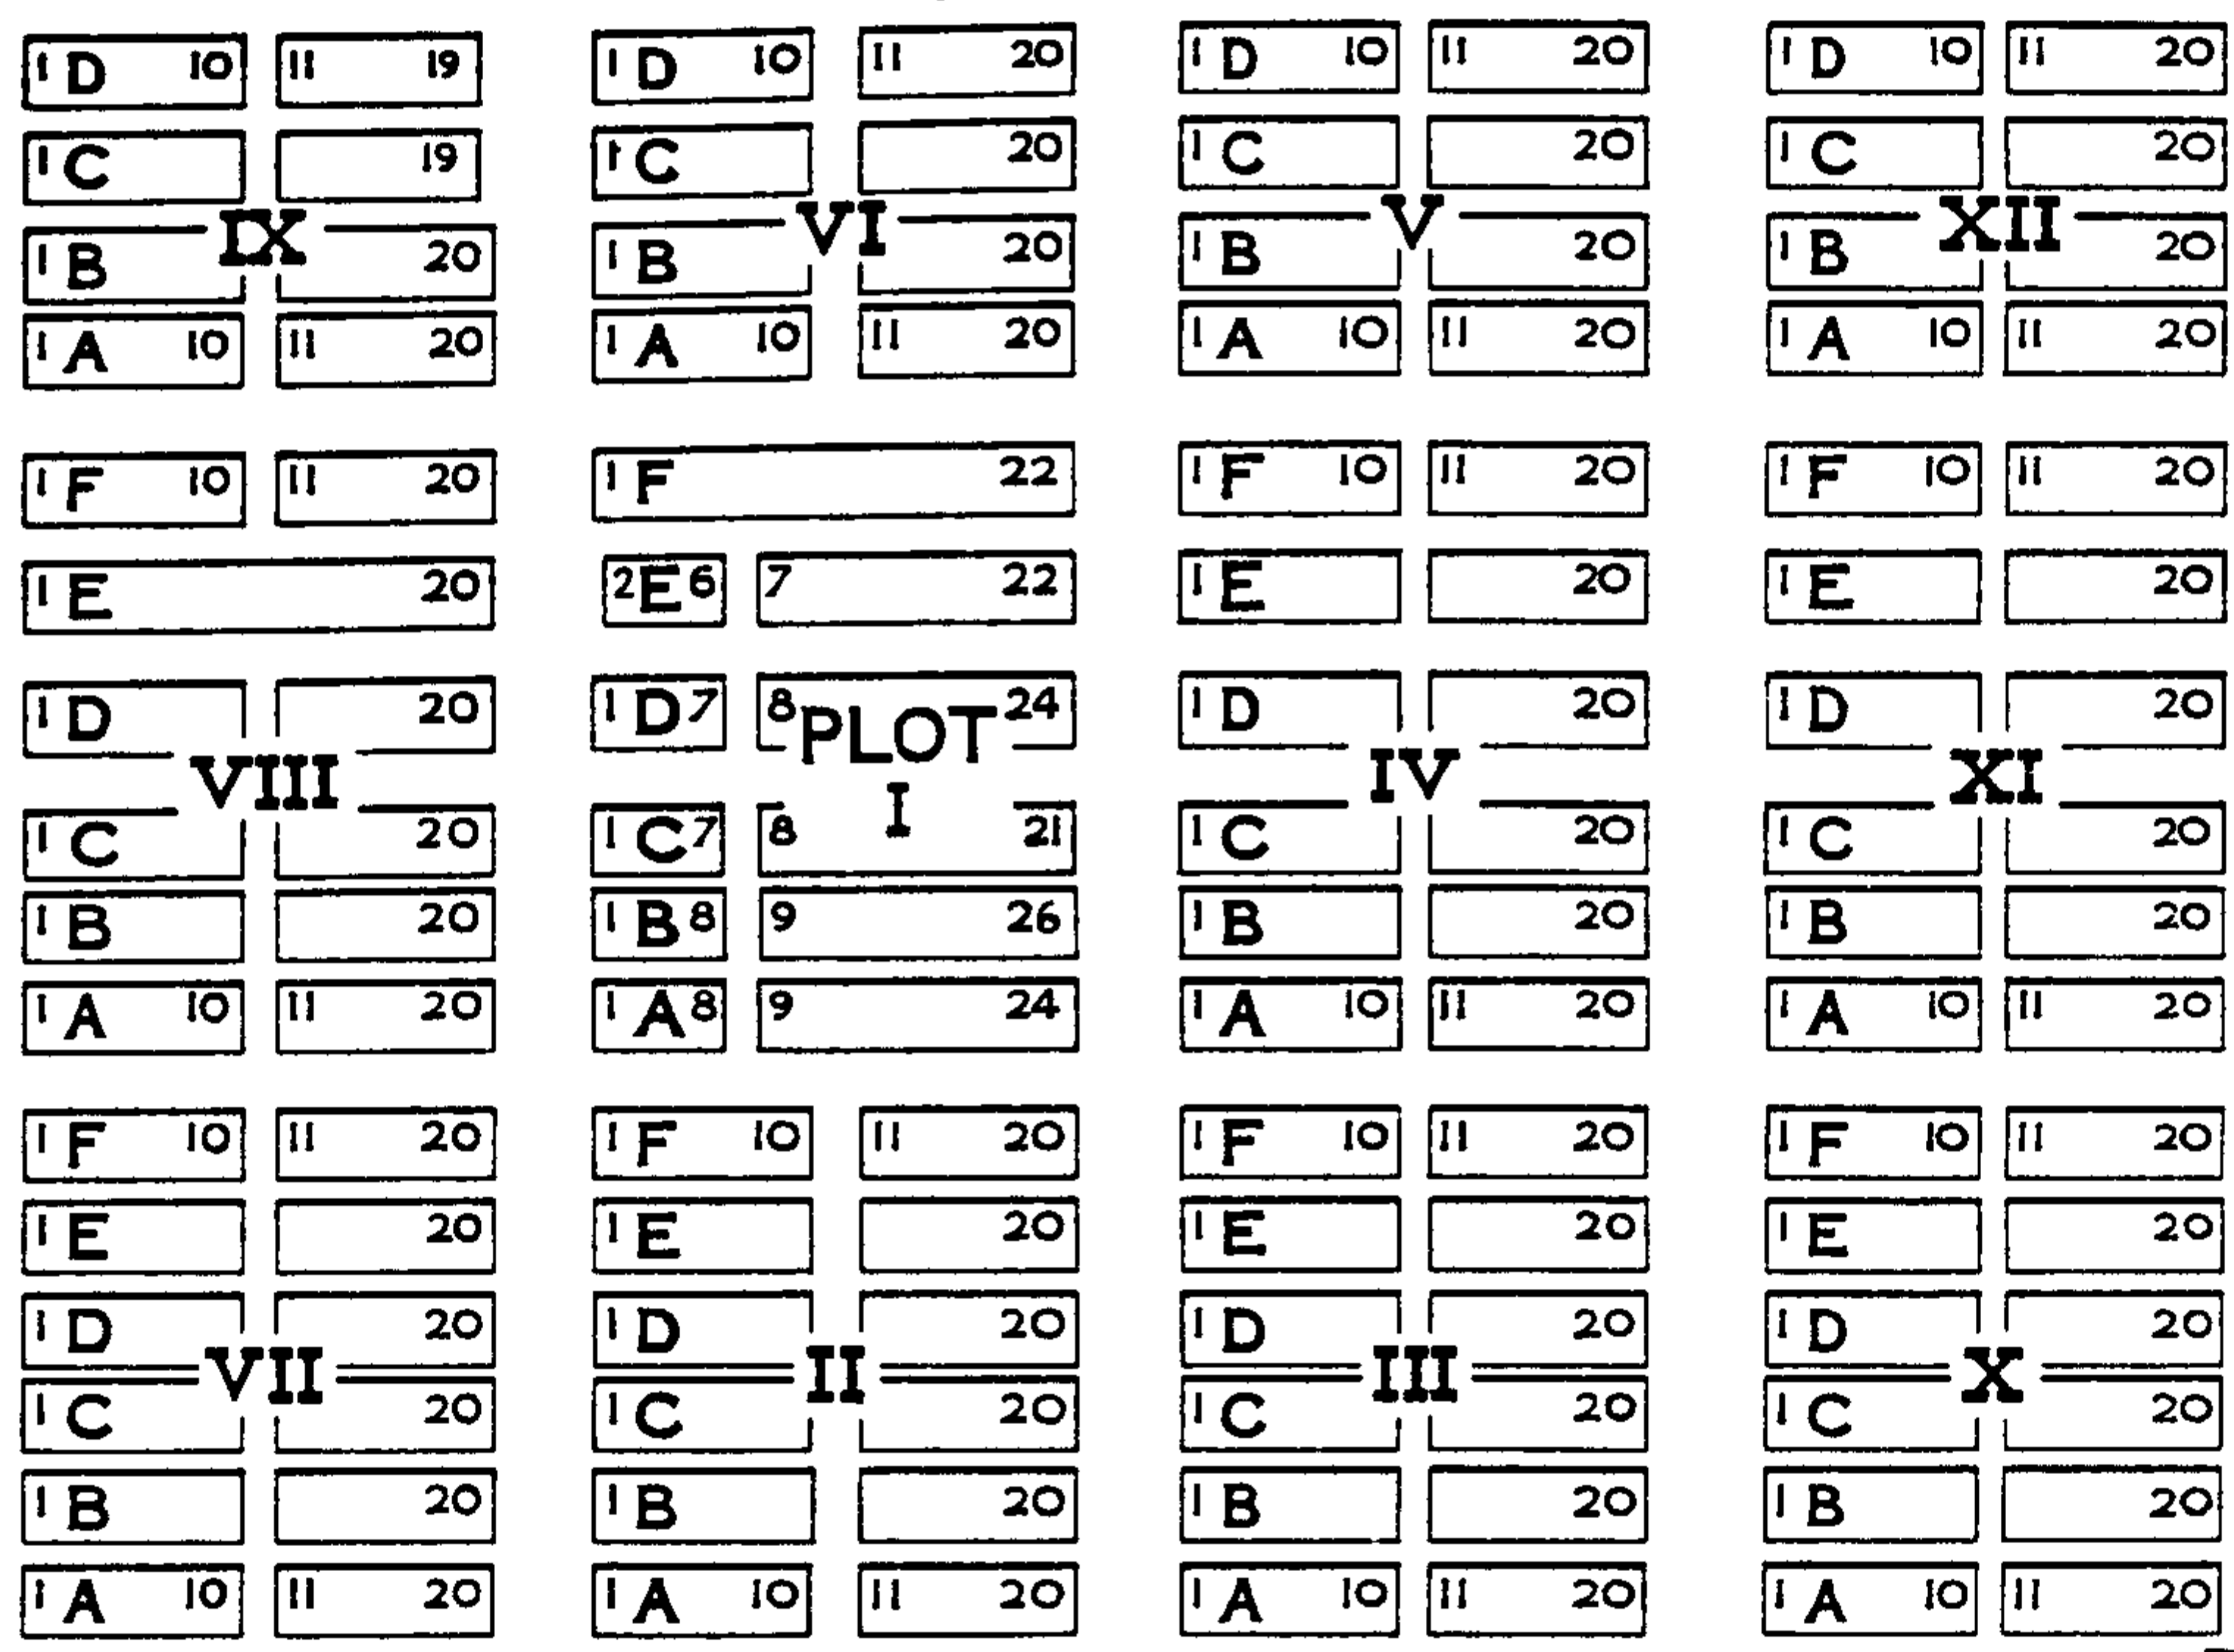 1 D 10 11 19 1 D 10 11 20 1 D 10 11 20 1 D 10 11 20
1 C 19 1 C 20 1 C 20 1 C 20
IX VI V XII
1 B 20 1 B 20 1 B 20 1 B 20
1 A 10 11 20 1 A 10 11 20 1 A 10 11 20 1 A 10 11 20
1 F 10 11 20 1 F 22 1 F 10 11 20 1 F 10 11 20
1 E 20 2 E 6 7 22 1 E 20 1 E 20
1 D 20 1 D 7 8 PLOT 24 1 D 20 1 D 20
VIII I IV XI
1 C 20 1 C 7 8 21 1 C 20 1 C 20
1 B 20 1 B 8 9 26 1 B 20 1 B 20
1 A 10 11 20 1 A 8 9 24 1 A 10 11 20 1 A 10 11 20
1 F 10 11 20 1 F 10 11 20 1 F 10 11 20 1 F 10 11 20
1 E 20 1 E 20 1 E 20 1 E 20
1 D 20 1 D 20 1 D 20 1 D 20
VII II III X
1 C 20 1 C 20 1 C 20 1 C 20
1 B 20 1 B 20 1 B 20 1 B 20
1 A 10 11 20 1 A 10 11 20 1 A 10 11 20 1 A 10 11 20